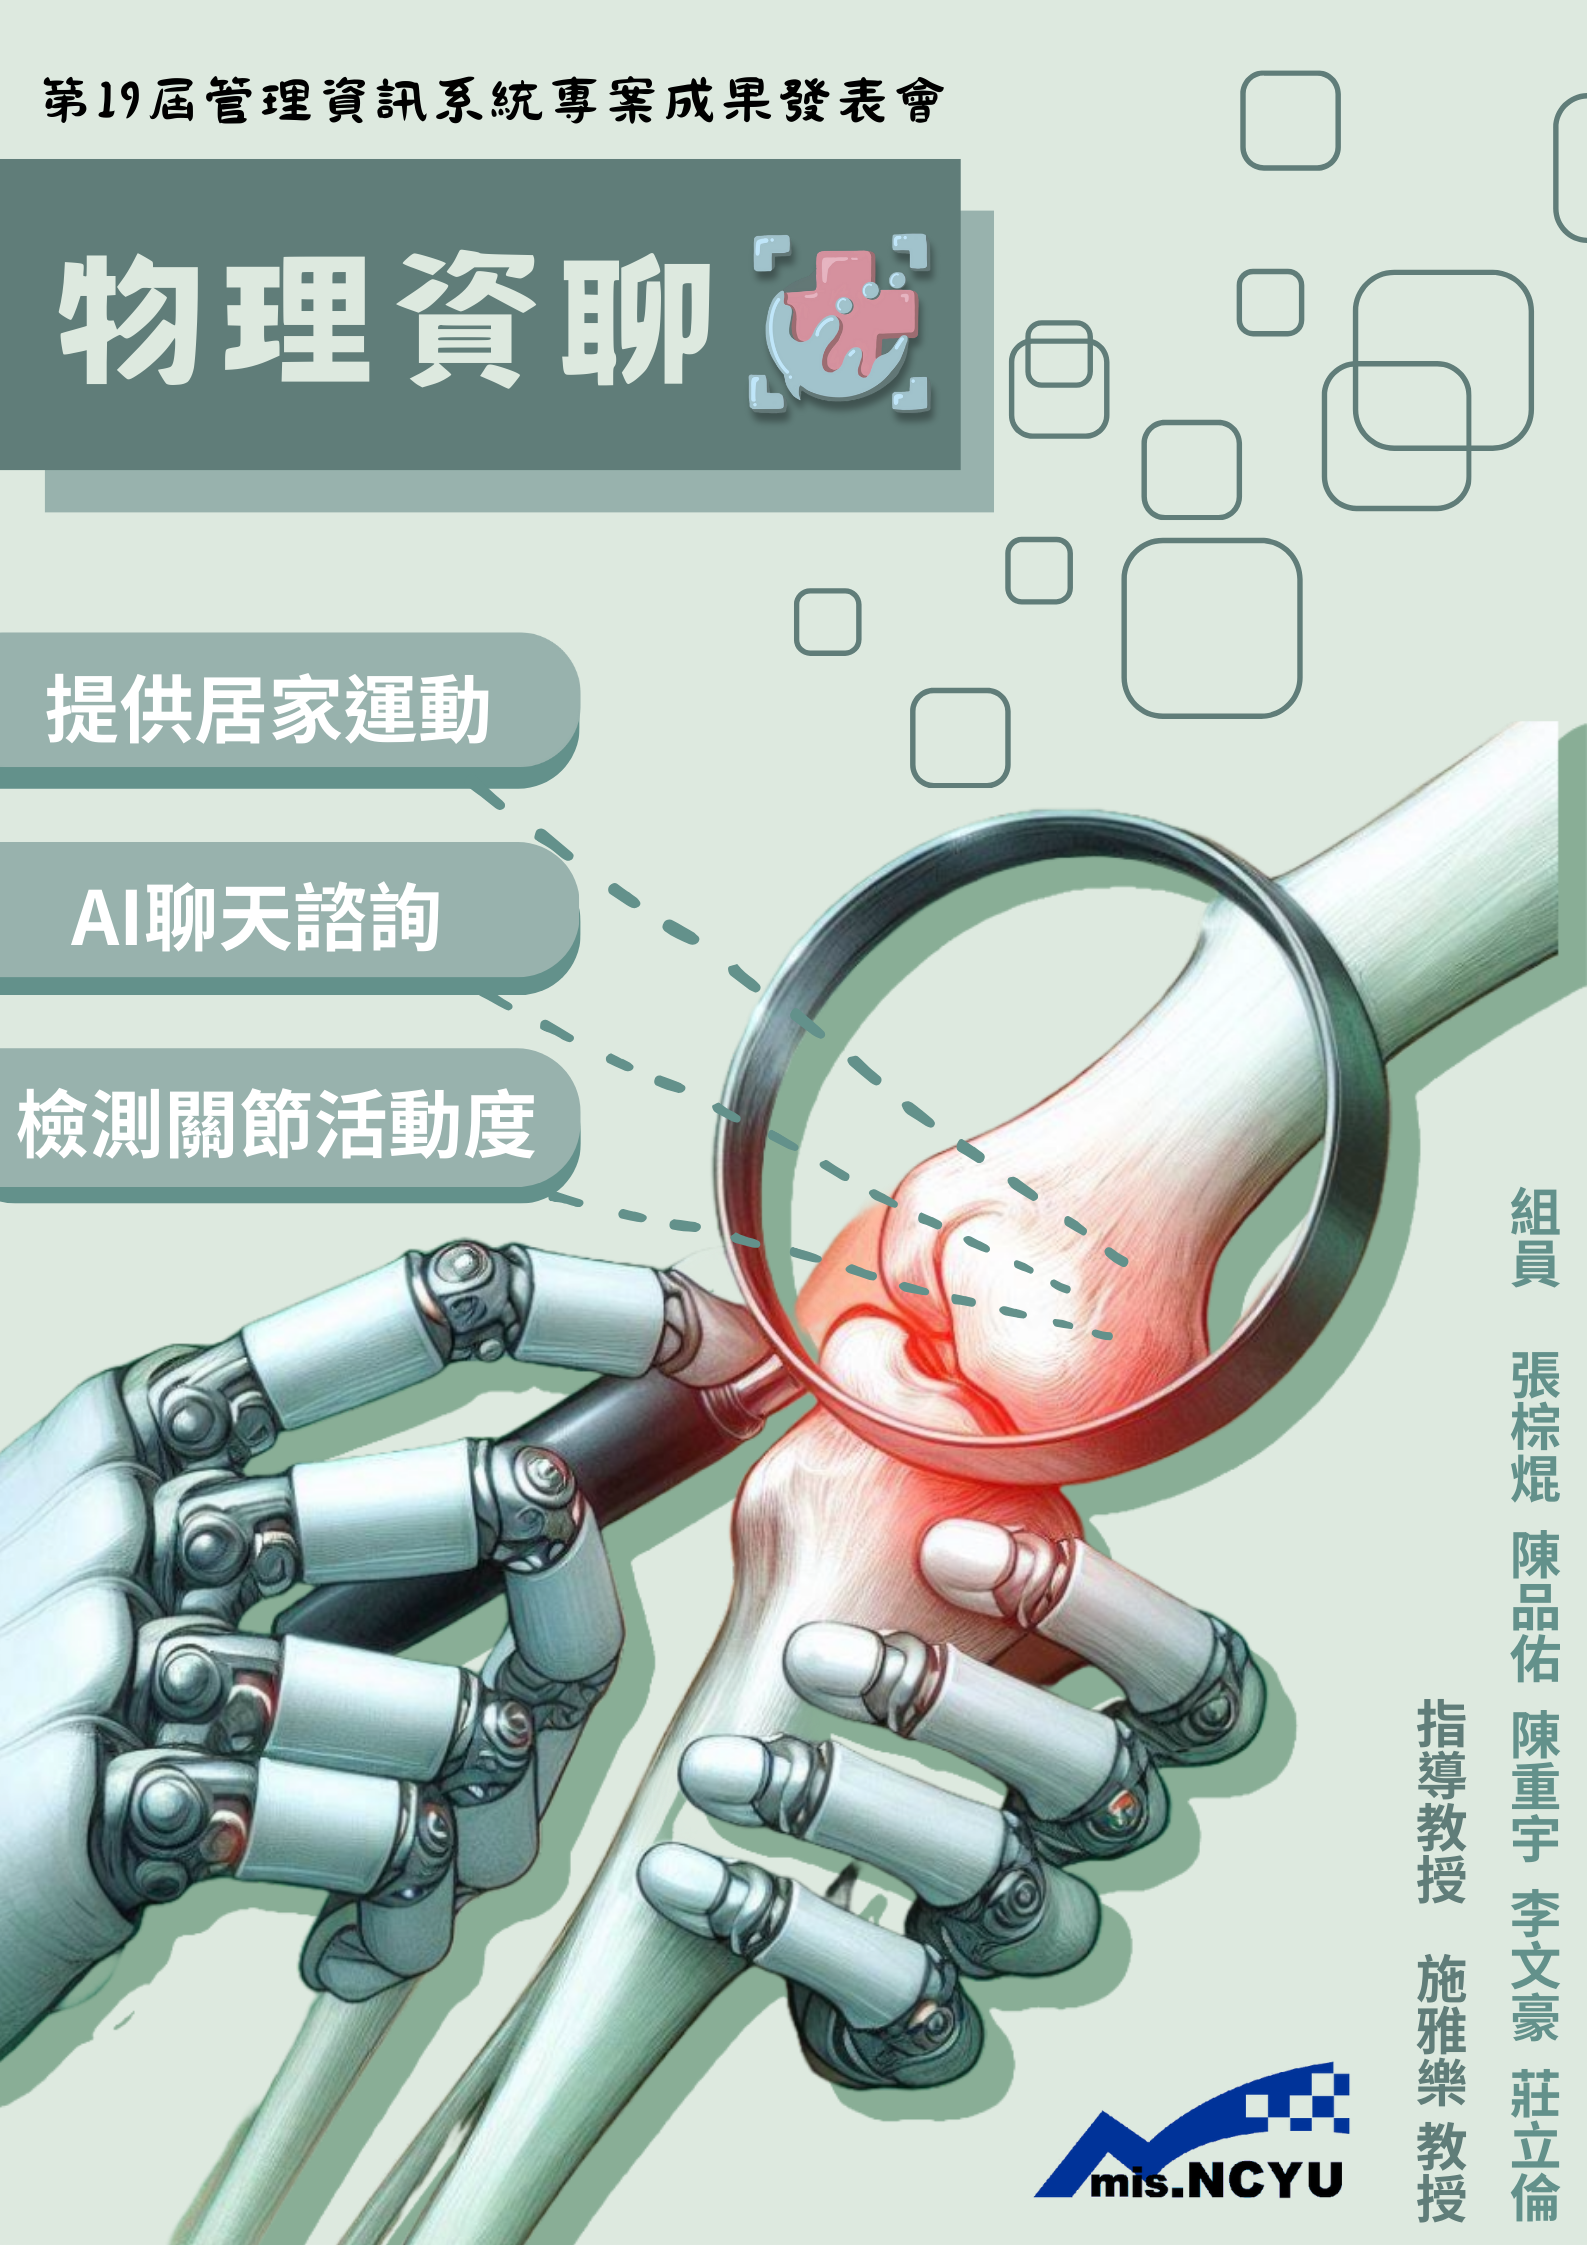 第19屆管理資訊系統專案成果發表會
物理資聊
提供居家運動
AI聊天諮詢
檢測關節活動度
組員 張棕焜 陳品佑 陳重宇 李文豪 莊立倫
指導教授 施雅樂 教授
mis.NCYU